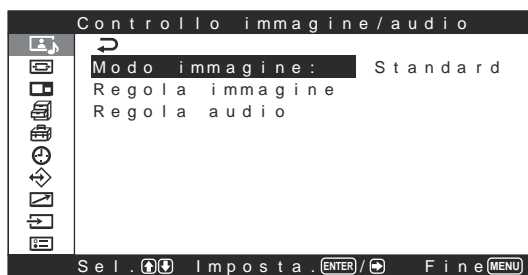 Controllo immagine/audio
Modo immagine: Standard
Regola immagine
Regola audio
Sel. Imposta. ENTER / Fine MENU